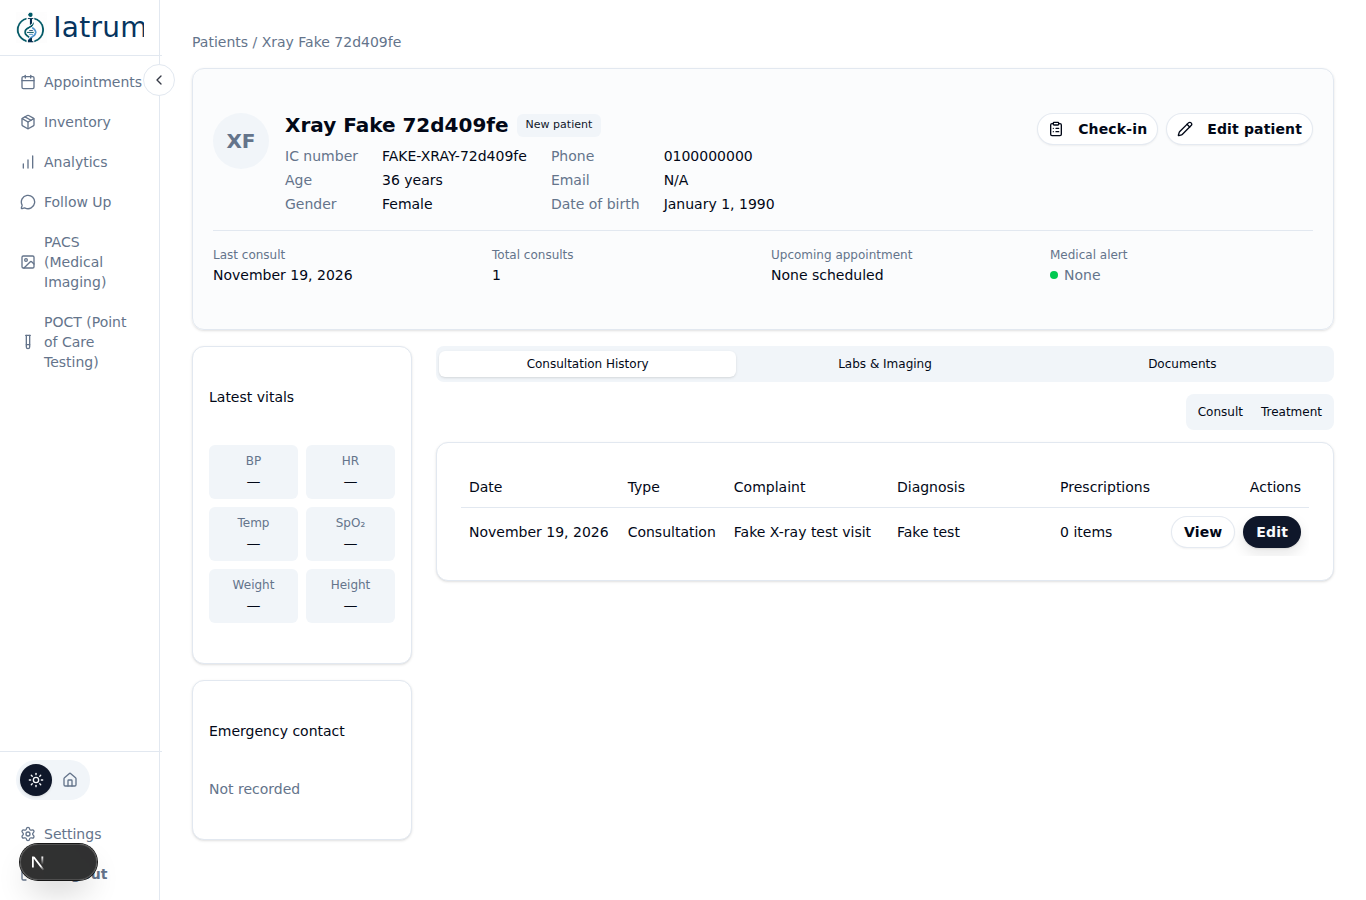 Iatrum
Appointments
Inventory
Analytics
Follow Up
PACS
(Medical
Imaging)
POCT (Point
of Care
Testing)
Settings
ut
Patients / Xray Fake 72d409fe
XF
Xray Fake 72d409fe New patient
Check-in Edit patient
IC number FAKE-XRAY-72d409fe Phone 0100000000
Age 36 years Email N/A
Gender Female Date of birth January 1, 1990
Last consult Total consults Upcoming appointment Medical alert
November 19, 2026 1 None scheduled None
Latest vitals
BP HR
— —
Temp SpO₂
— —
Weight Height
— —
Emergency contact
Not recorded
Consultation History Labs & Imaging Documents
Consult Treatment
Date Type Complaint Diagnosis Prescriptions Actions
November 19, 2026 Consultation Fake X-ray test visit Fake test 0 items View Edit